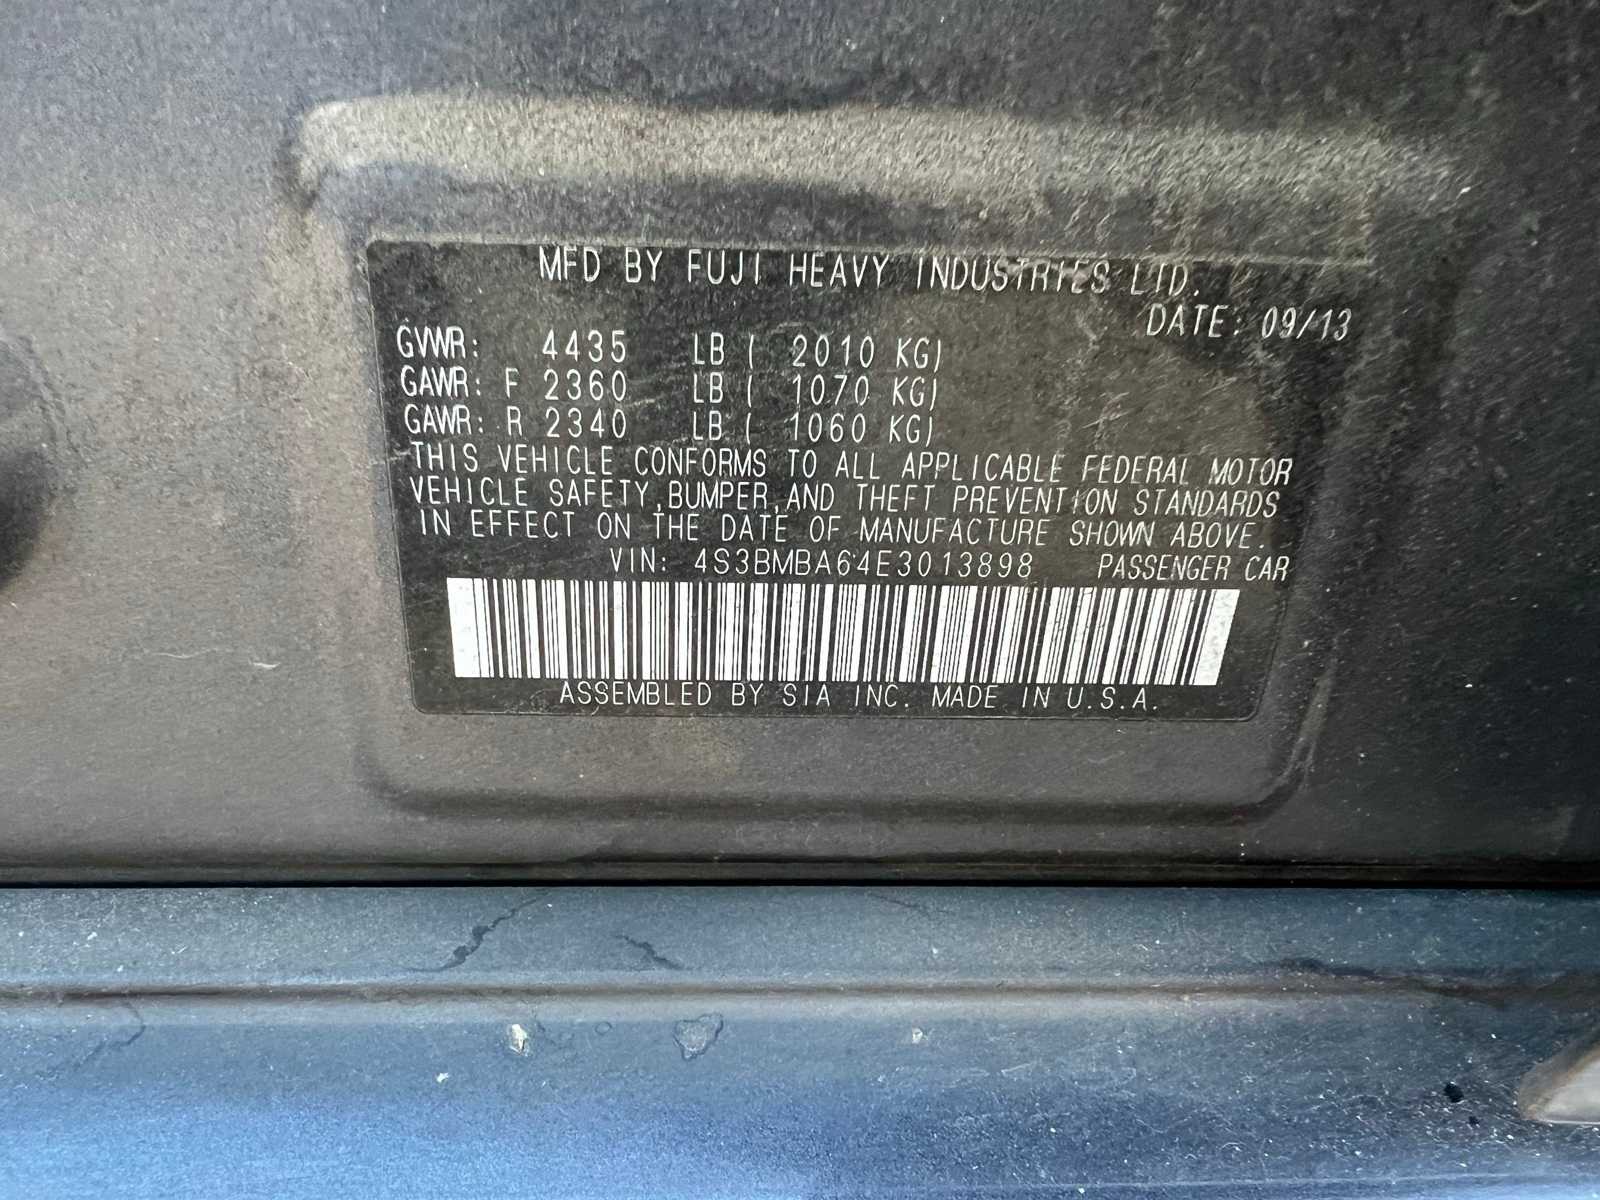 MFD BY FUJI HEAVY INDUSTRIES LTD.
DATE: 09/13
GVWR: 4435 LB ( 2010 KG)
GAWR: F 2360 LB ( 1070 KG)
GAWR: R 2340 LB ( 1060 KG)
THIS VEHICLE CONFORMS TO ALL APPLICABLE FEDERAL MOTOR
VEHICLE SAFETY,BUMPER,AND THEFT PREVENTION STANDARDS
IN EFFECT ON THE DATE OF MANUFACTURE SHOWN ABOVE.
VIN: 4S3BMBA64E3013898 PASSENGER CAR
ASSEMBLED BY SIA INC. MADE IN U.S.A.